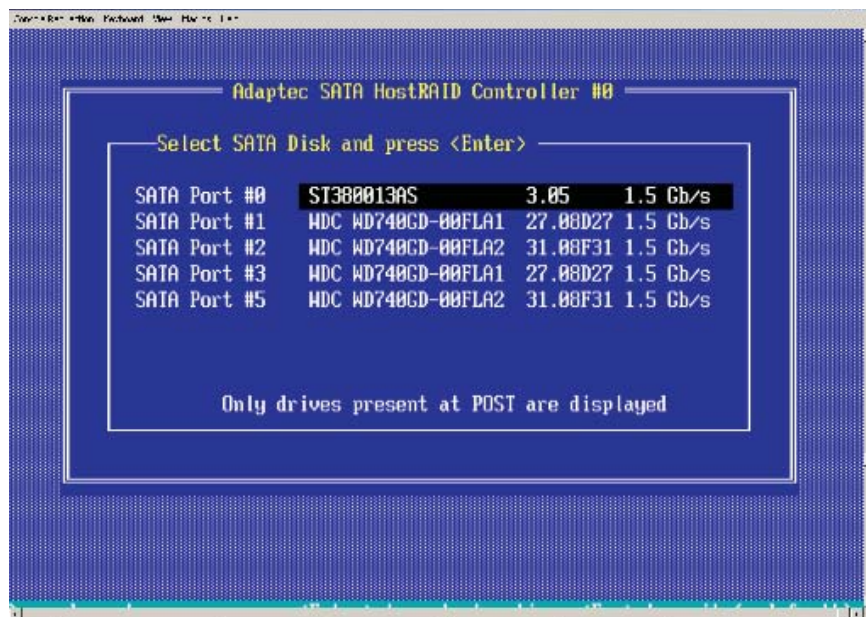 Adaptec SATA HostRAID Controller #0
Select SATA Disk and press <Enter>
SATA Port #0 ST380013AS 3.05 1.5 Gb/s
SATA Port #1 WDC WD740GD-00FLA1 27.08D27 1.5 Gb/s
SATA Port #2 WDC WD740GD-00FLA2 31.08F31 1.5 Gb/s
SATA Port #3 WDC WD740GD-00FLA1 27.08D27 1.5 Gb/s
SATA Port #5 WDC WD740GD-00FLA2 31.08F31 1.5 Gb/s
Only drives present at POST are displayed